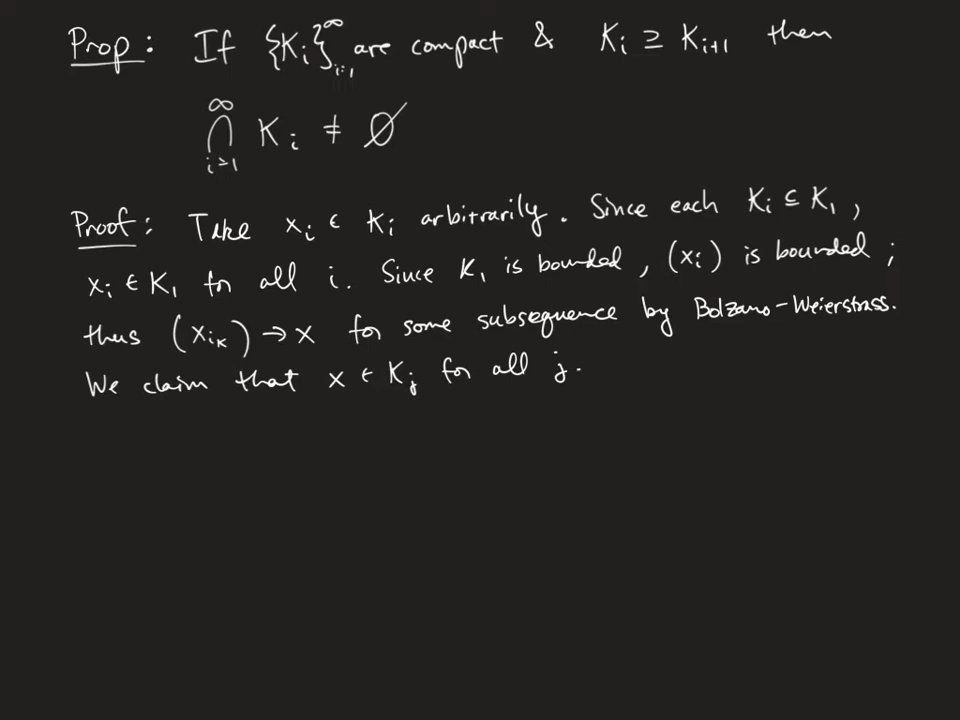 Prop: If {K_i}_{i=1}^∞ are compact & K_i ⊇ K_{i+1} then
⋂_{i=1}^∞ K_i ≠ ∅
Proof: Take x_i ∈ K_i arbitrarily. Since each K_i ⊆ K_1,
x_i ∈ K_1 for all i. Since K_1 is bounded, (x_i) is bounded;
thus (x_{i_k}) → x for some subsequence by Bolzano-Weierstrass.
We claim that x ∈ K_j for all j.